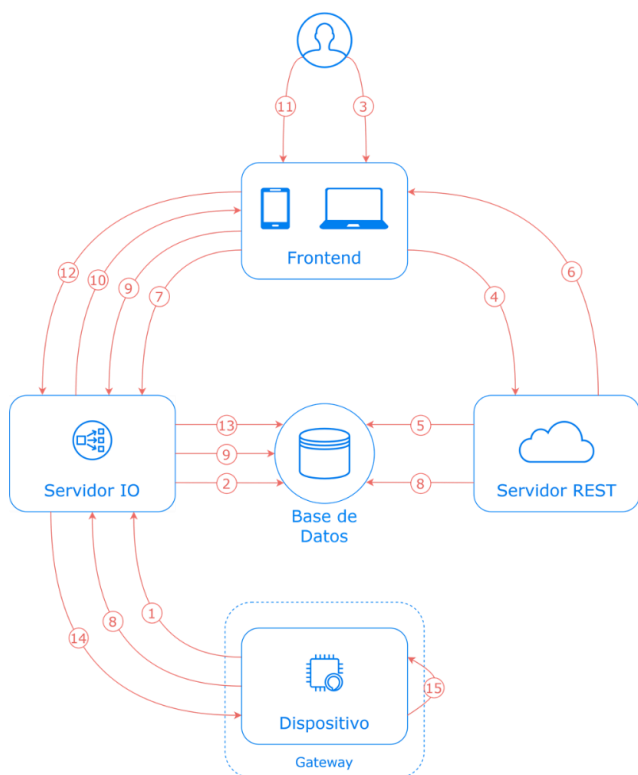 11
3
Frontend
12
10
9
7
4
6
13
5
9
Servidor IO
2
8
Servidor REST
Base de
Datos
1
8
14
15
Dispositivo
Gateway